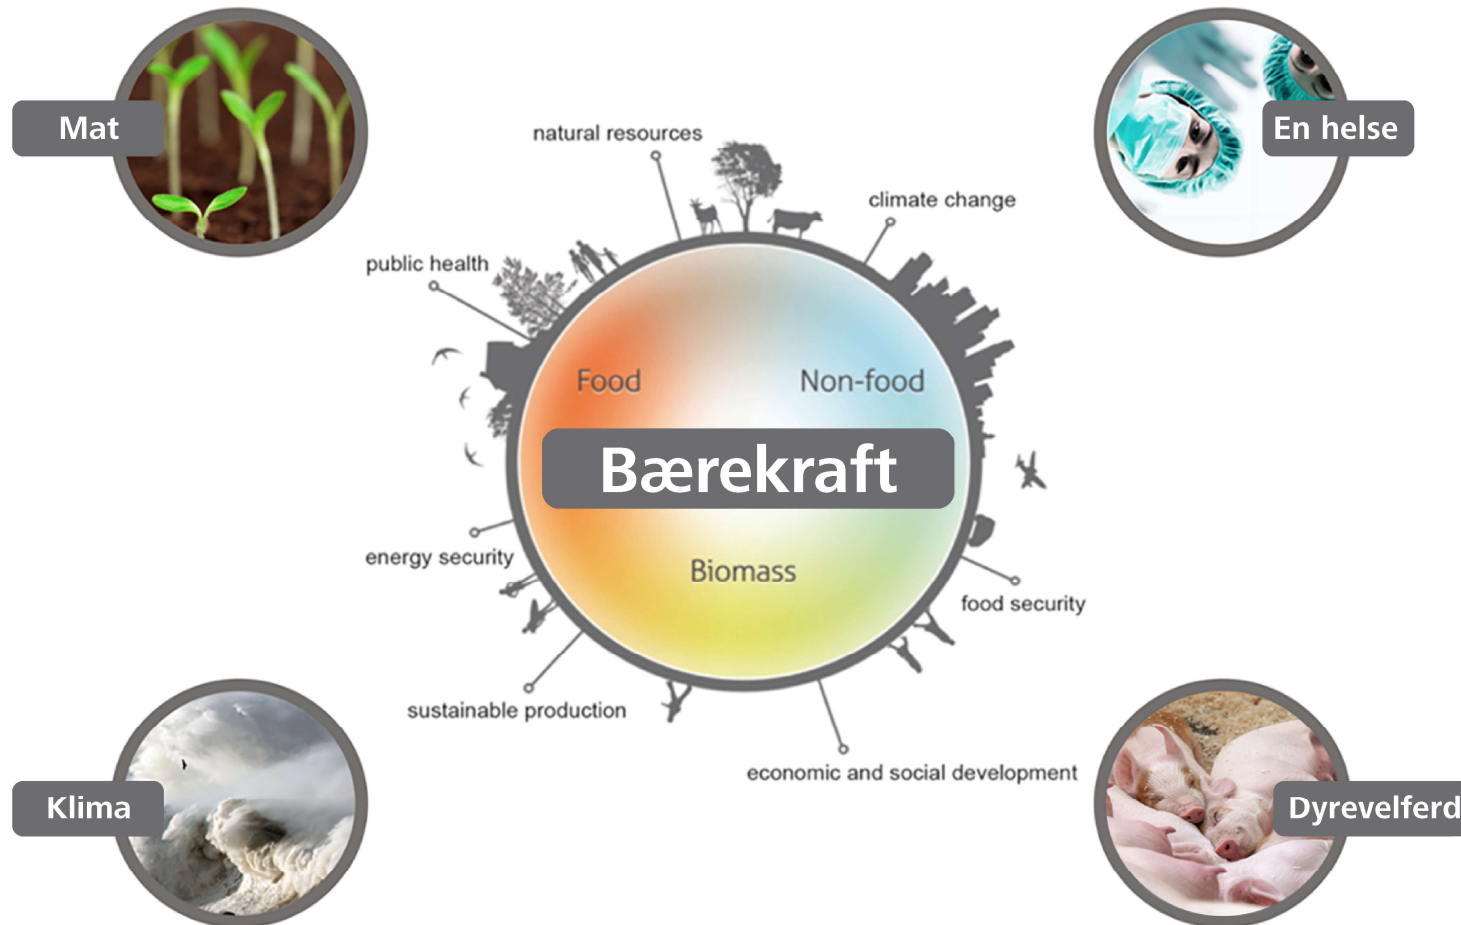 Mat
En helse
natural resources
climate change
public health
Food
Non-food
Bærekraft
Biomass
energy security
food security
sustainable production
economic and social development
Klima
Dyrevelferd